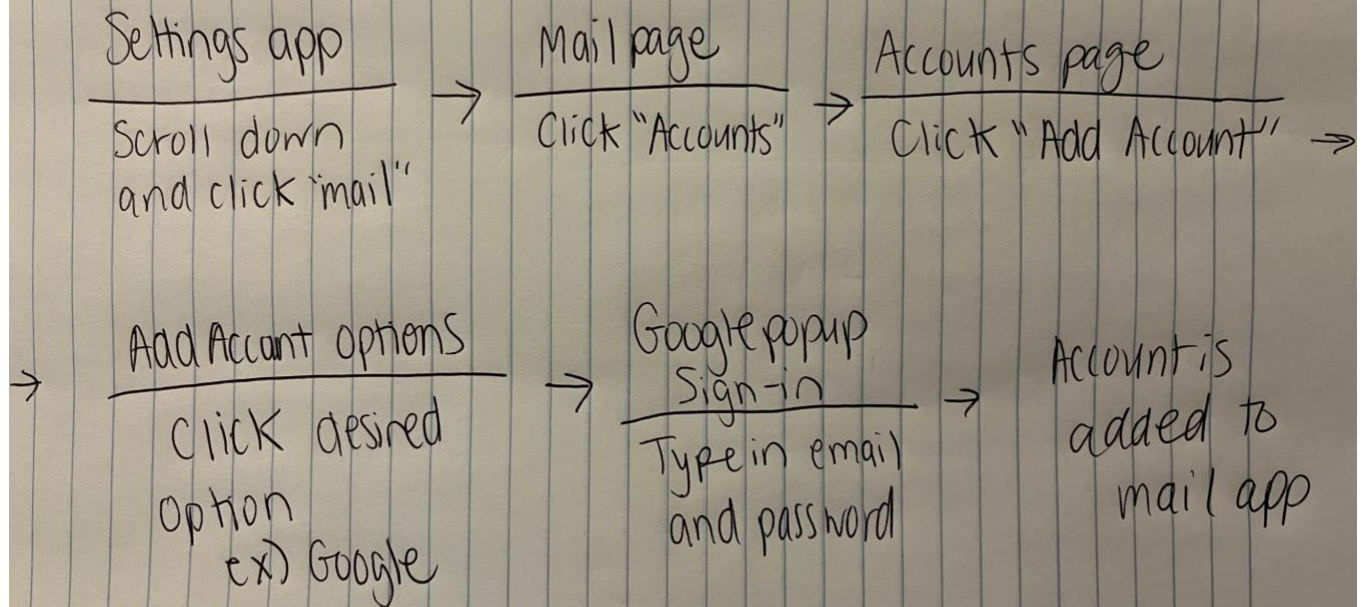 Settings app
Scroll down
and click "mail"
→
Mail page
Click "Accounts"
→
Accounts page
Click "Add Account"
→
→
Add Account options
Click desired
option
ex) Google
→
Google popup
Sign-in
Type in email
and password
→
Account is
added to
mail app